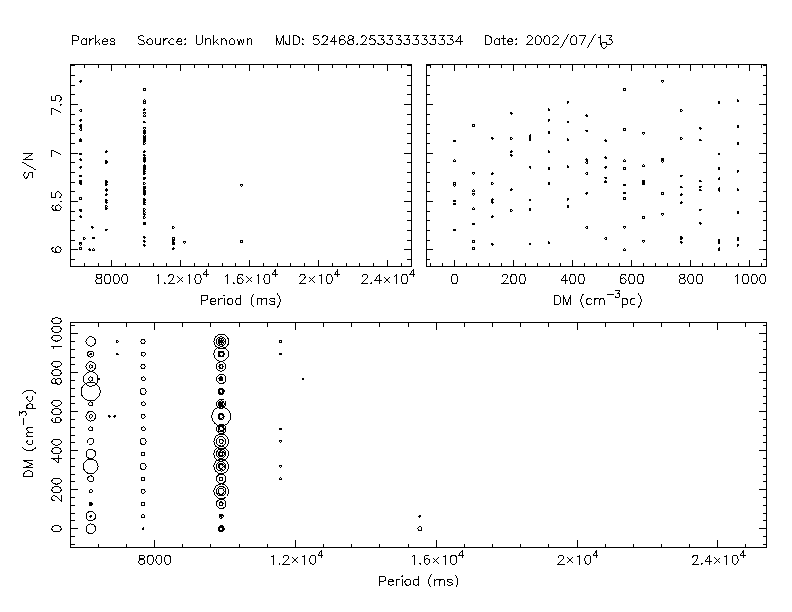 Parkes Source: Unknown MJD: 52468.253333333334 Date: 2002/07/13
S/N
6 6.5 7 7.5
8000 1.2×10⁴ 1.6×10⁴ 2×10⁴ 2.4×10⁴
Period (ms)
0 200 400 600 800 1000
DM (cm⁻³pc)
DM (cm⁻³pc)
0 200 400 600 800 1000
8000 1.2×10⁴ 1.6×10⁴ 2×10⁴ 2.4×10⁴
Period (ms)